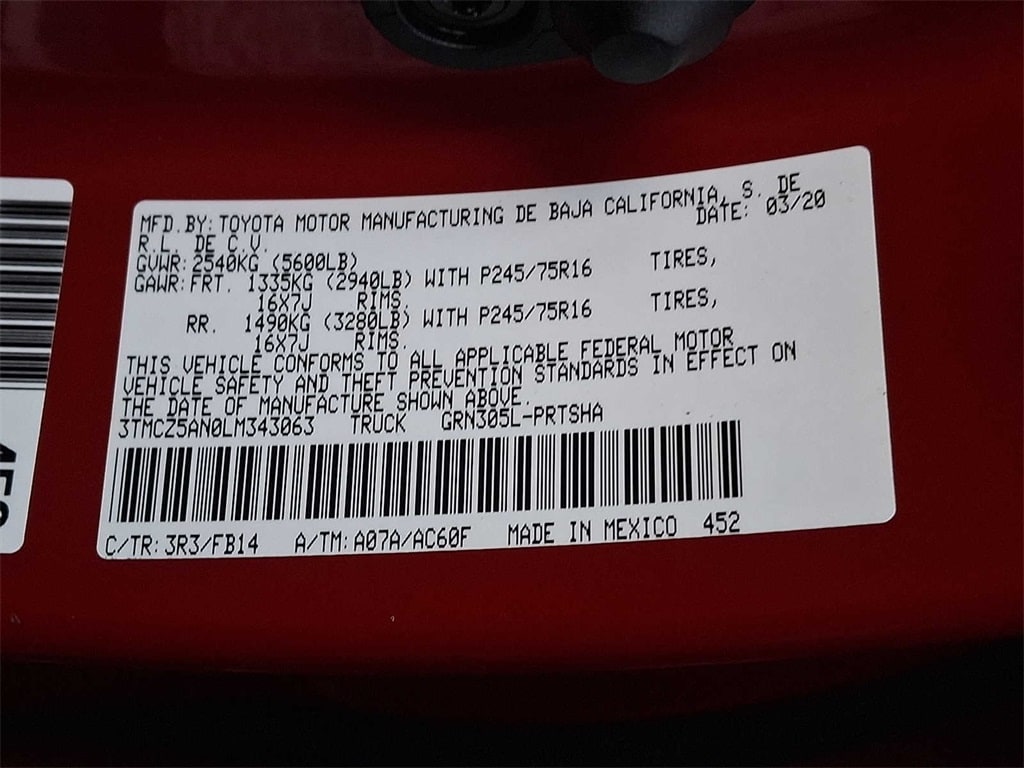 MFD.BY: TOYOTA MOTOR MANUFACTURING DE BAJA CALIFORNIA, S. DE
R.L. DE C.V. DATE: 03/20
GVWR: 2540KG (5600LB)
GAWR: FRT. 1335KG (2940LB) WITH P245/75R16 TIRES,
16X7J RIMS.
RR. 1490KG (3280LB) WITH P245/75R16 TIRES,
16X7J RIMS.
THIS VEHICLE CONFORMS TO ALL APPLICABLE FEDERAL MOTOR
VEHICLE SAFETY AND THEFT PREVENTION STANDARDS IN EFFECT ON
THE DATE OF MANUFACTURE SHOWN ABOVE.
3TMCZ5AN0LM343063 TRUCK GRN305L-PRTSHA
C/TR: 3R3/FB14 A/TM: A07A/AC60F MADE IN MEXICO 452